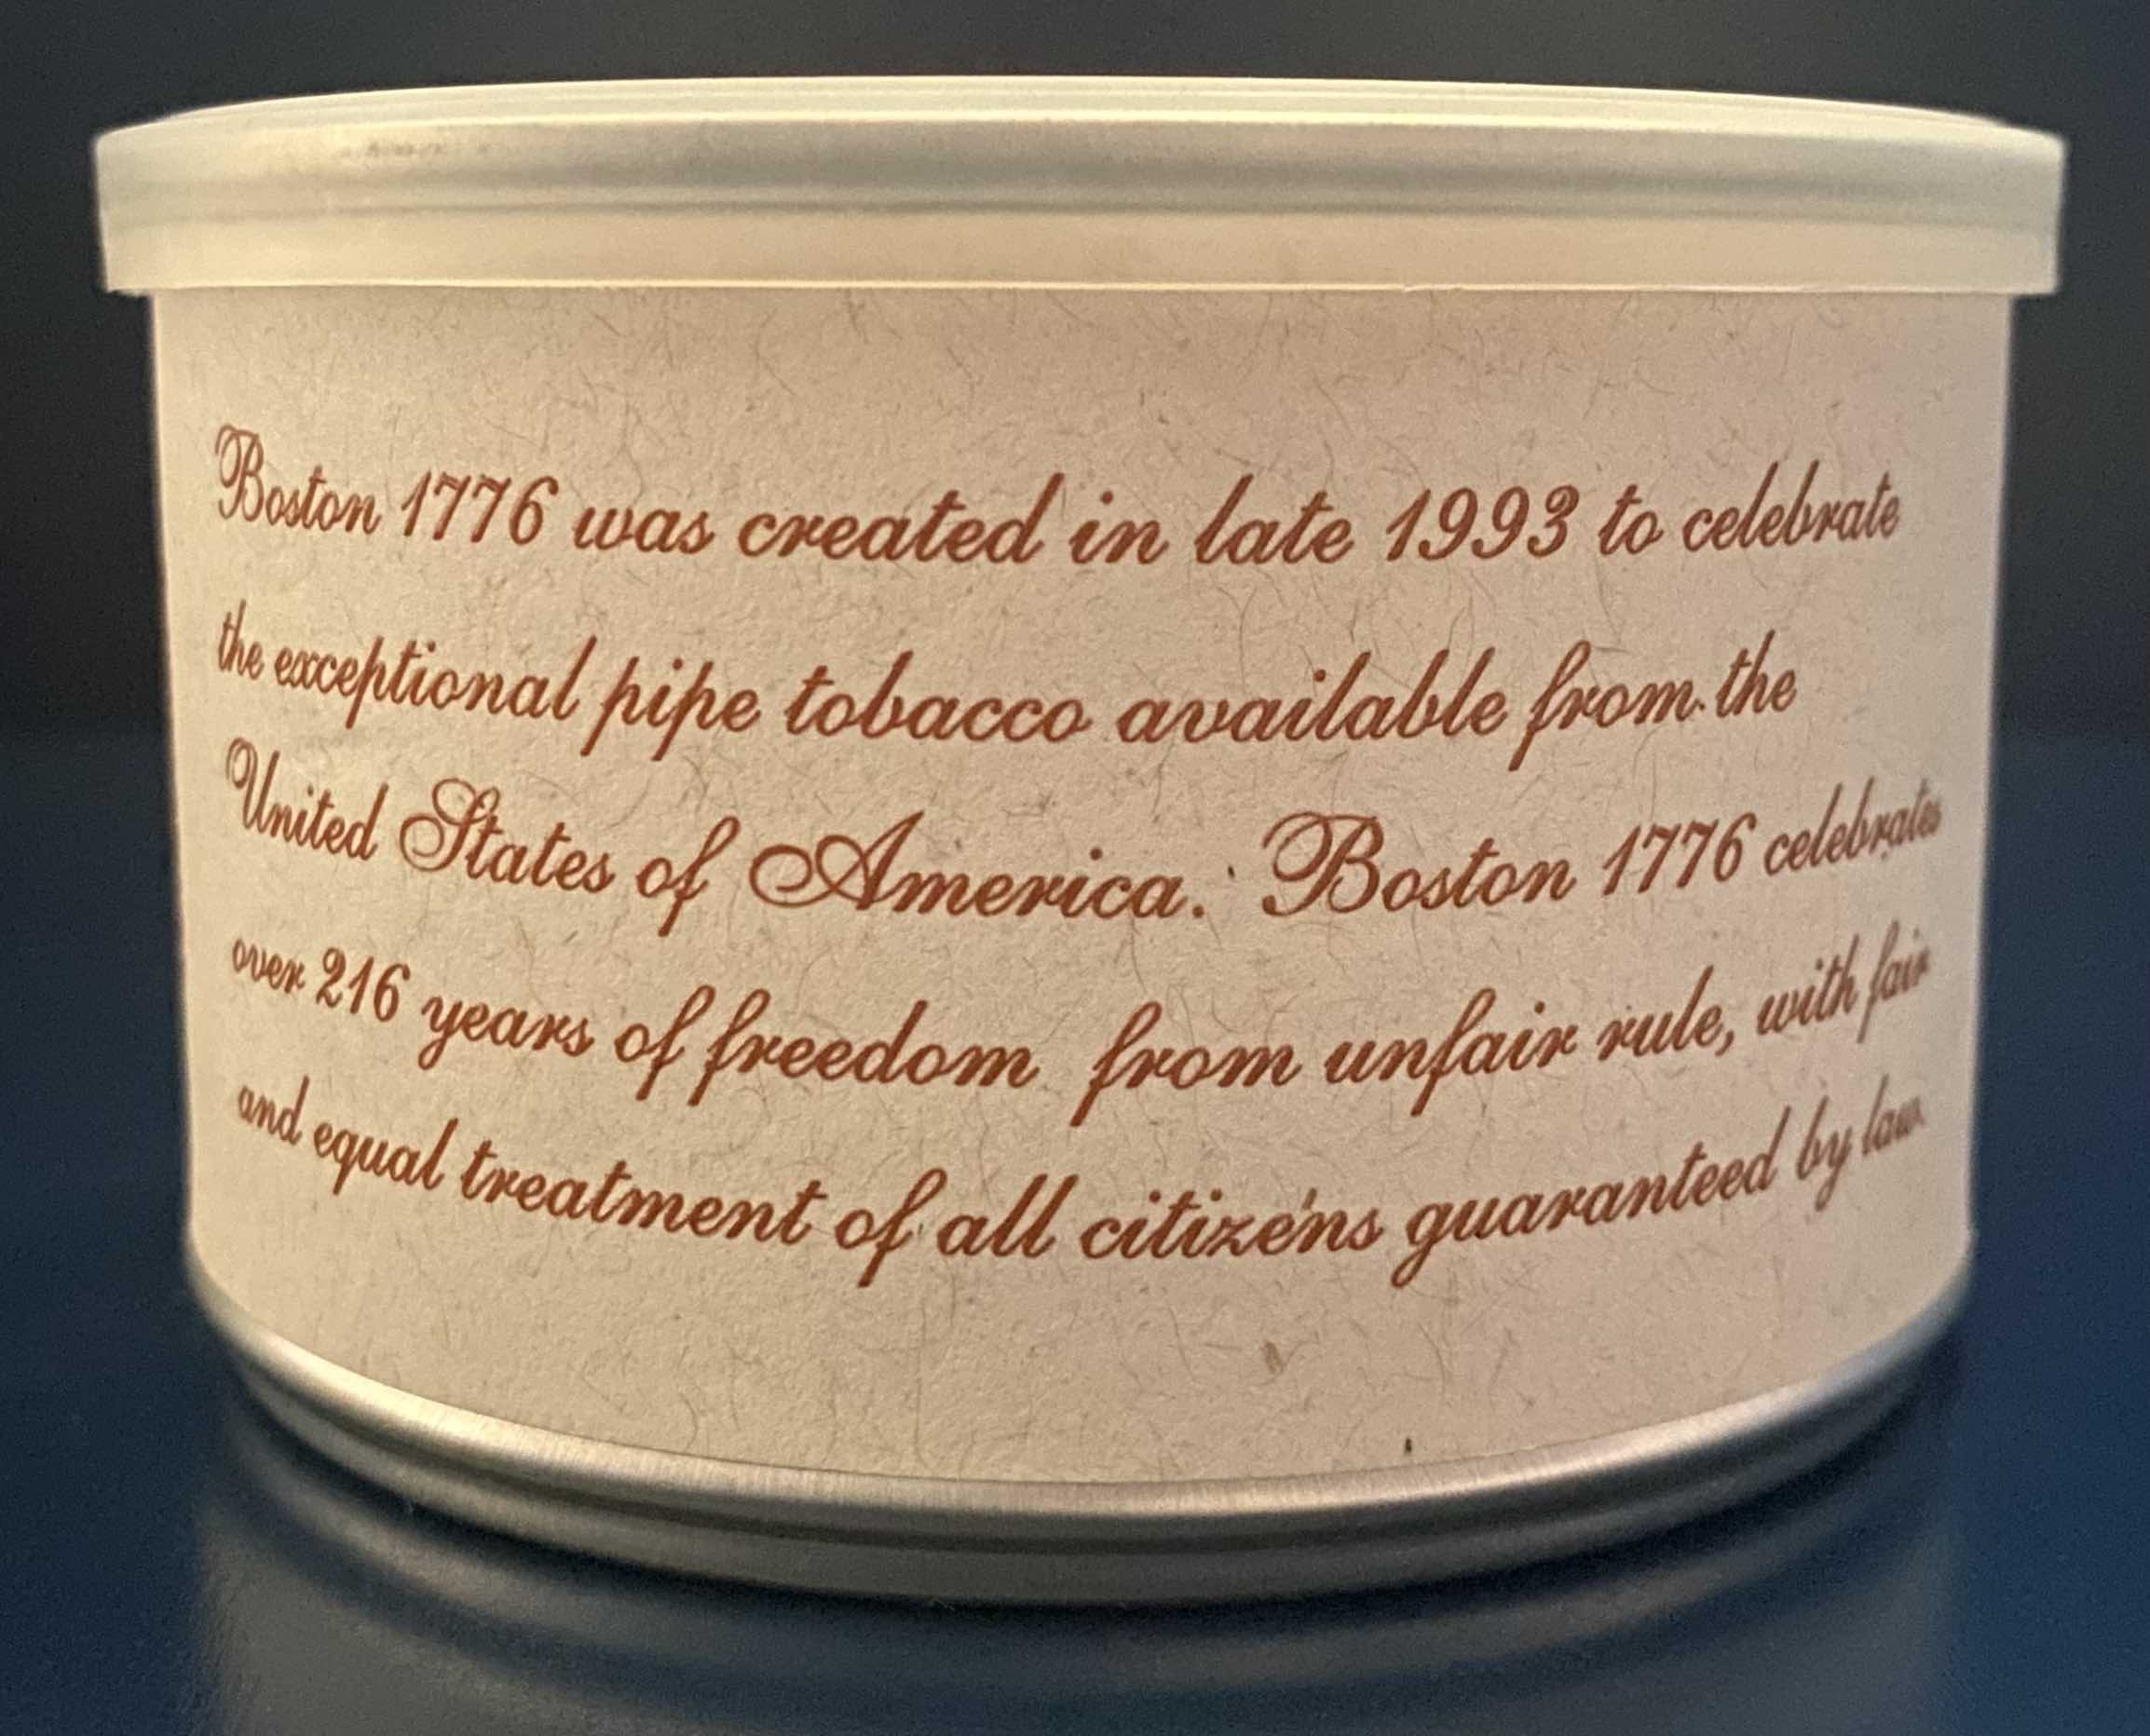 Boston 1776 was created in late 1993 to celebrate
the exceptional pipe tobacco available from the
United States of America. Boston 1776 celebrates
over 216 years of freedom from unfair rule, with fair
and equal treatment of all citizens guaranteed by law.